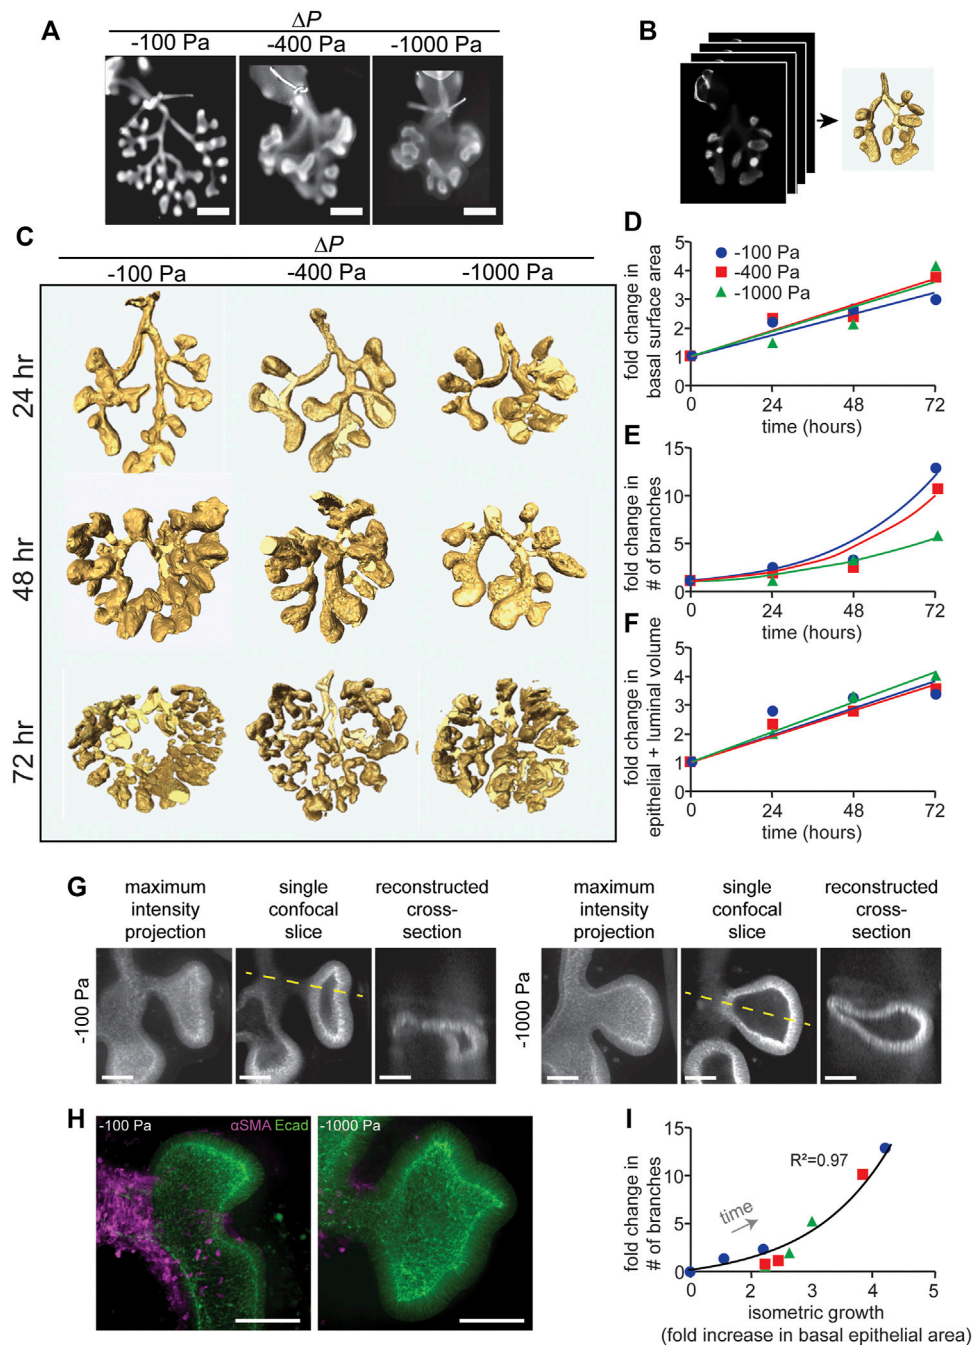 A
ΔP
-100 Pa -400 Pa -1000 Pa
B
C
ΔP
-100 Pa -400 Pa -1000 Pa
24 hr
48 hr
72 hr
D
fold change in
basal surface area
5
4
3
2
1
0
-100 Pa
-400 Pa
-1000 Pa
0 24 48 72
time (hours)
E
fold change in
# of branches
15
10
5
0
0 24 48 72
time (hours)
F
fold change in
epithelial + luminal volume
5
4
3
2
1
0
0 24 48 72
time (hours)
G
maximum
intensity
projection
single
confocal
slice
reconstructed
cross-
section
maximum
intensity
projection
single
confocal
slice
reconstructed
cross-
section
-100 Pa
-1000 Pa
H
-100 Pa
αSMA Ecad
-1000 Pa
I
fold change in
# of branches
15
10
5
0
R²=0.97
time
0 1 2 3 4 5
isometric growth
(fold increase in basal epithelial area)